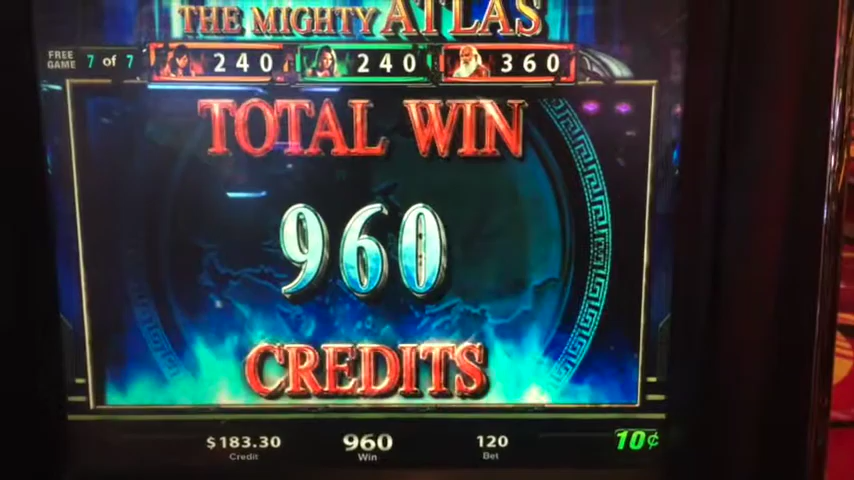 THE MIGHTY ATLAS
FREE GAME 7 of 7 240 240 360
TOTAL WIN
960
CREDITS
$183.30 960 120 10¢
Credit Win Bet